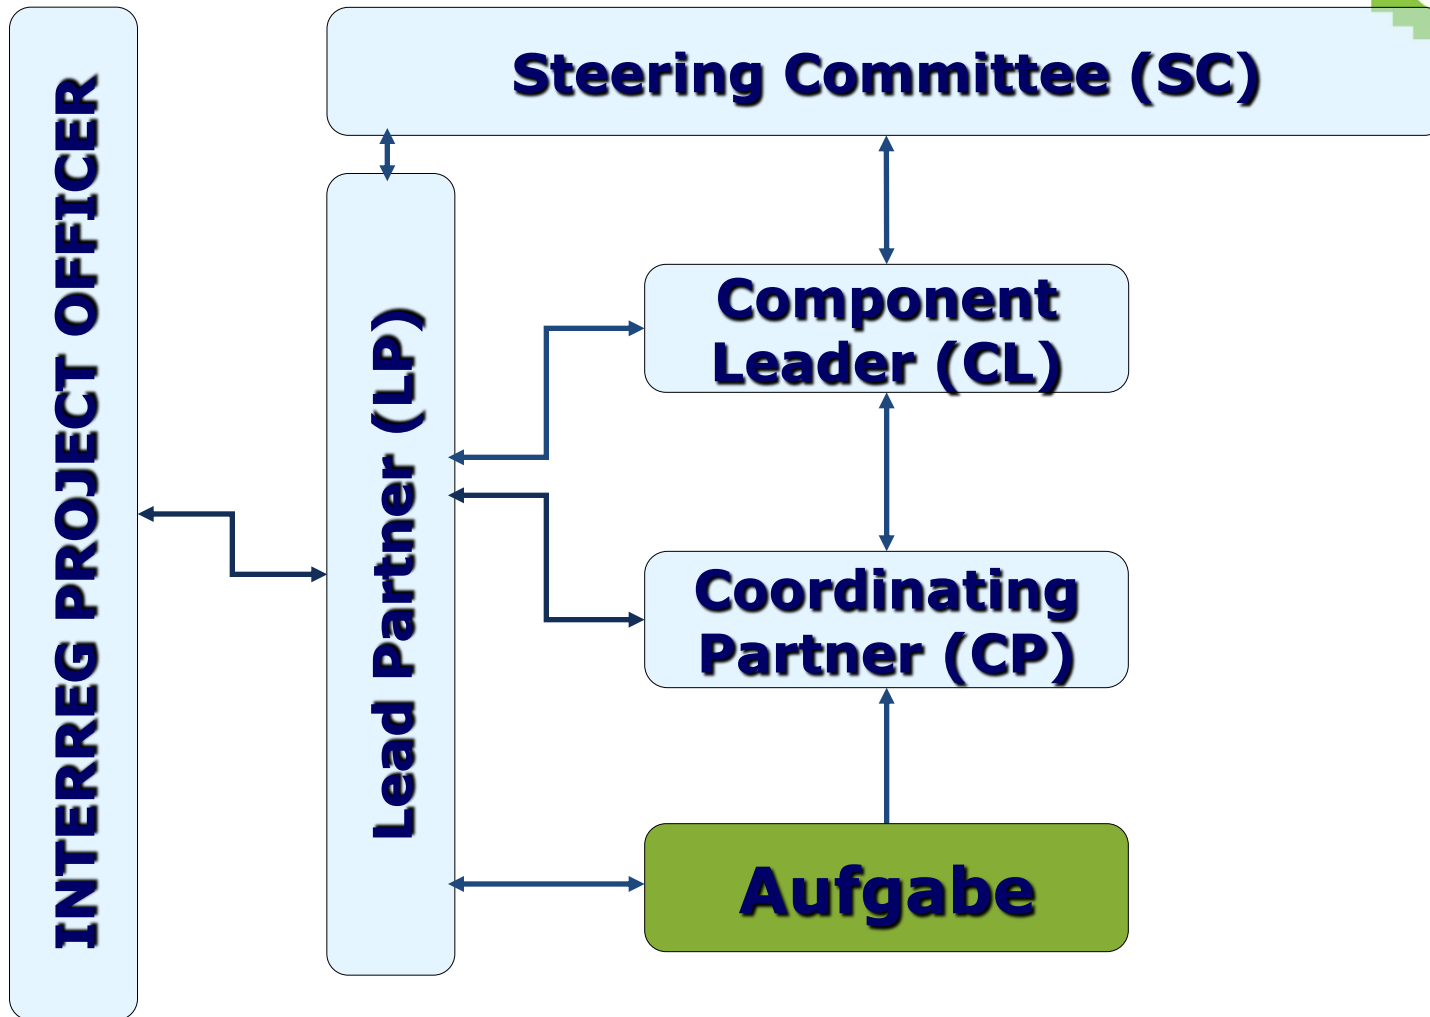 INTERREG PROJECT OFFICER
Steering Committee (SC)
Lead Partner (LP)
Component
Leader (CL)
Coordinating
Partner (CP)
Aufgabe